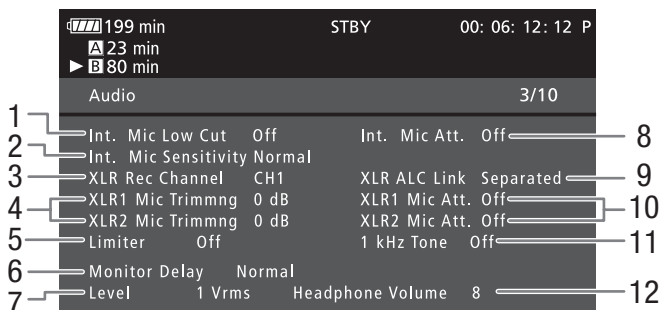 199 min STBY 00: 06: 12: 12 P
A 23 min
B 80 min
Audio 3/10
1 Int. Mic Low Cut Off Int. Mic Att. Off 8
2 Int. Mic Sensitivity Normal
3 XLR Rec Channel CH1 XLR ALC Link Separated 9
4 XLR1 Mic Trimmng 0 dB XLR1 Mic Att. Off 10
XLR2 Mic Trimmng 0 dB XLR2 Mic Att. Off
5 Limiter Off 1 kHz Tone Off 11
6 Monitor Delay Normal
7 Level 1 Vrms Headphone Volume 8 12